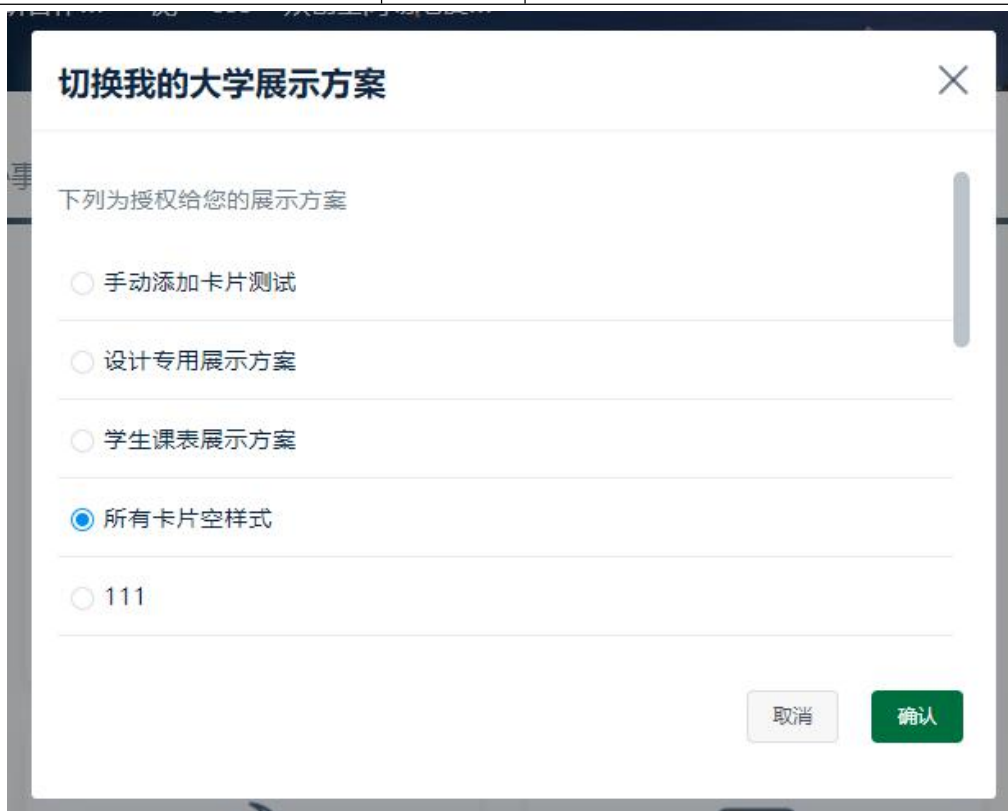 切换我的大学展示方案
事
下列为授权给您的展示方案
手动添加卡片测试
设计专用展示方案
学生课表展示方案
所有卡片空样式
111
取消
确认